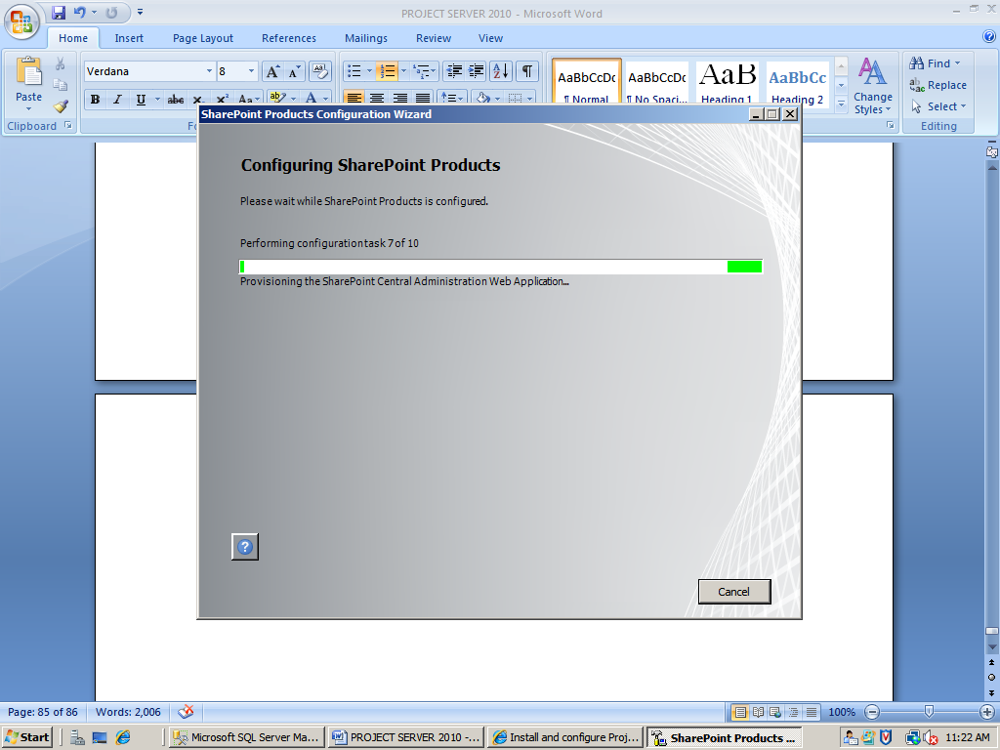 PROJECT SERVER 2010 - Microsoft Word
Home Insert Page Layout References Mailings Review View
Paste
Verdana 8
AaBbCcDc AaBbCcDc AaB AaBbCc
¶ Normal ¶ No Spaci... Heading 1 Heading 2
Change
Styles
Find
Replace
Select
Clipboard Editing
SharePoint Products Configuration Wizard
Configuring SharePoint Products
Please wait while SharePoint Products is configured.
Performing configuration task 7 of 10
Provisioning the SharePoint Central Administration Web Application...
Cancel
Page: 85 of 86 Words: 2,006 100%
Start Microsoft SQL Server Ma... PROJECT SERVER 2010 -... Install and configure Proj... SharePoint Products ... 11:22 AM